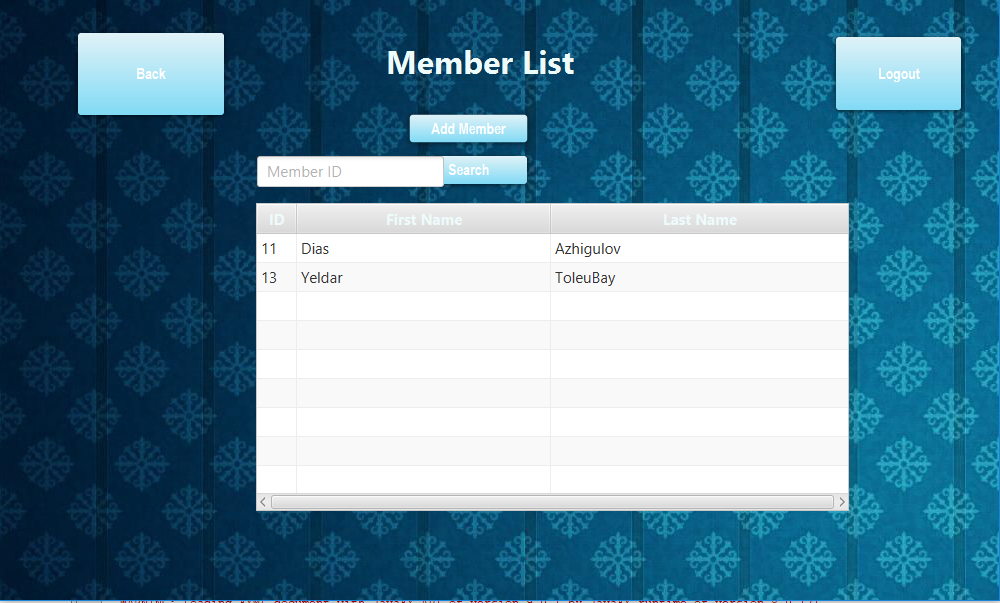 Back
Member List
Logout
Add Member
Member ID
Search
ID First Name Last Name
11 Dias Azhigulov
13 Yeldar ToleuBay